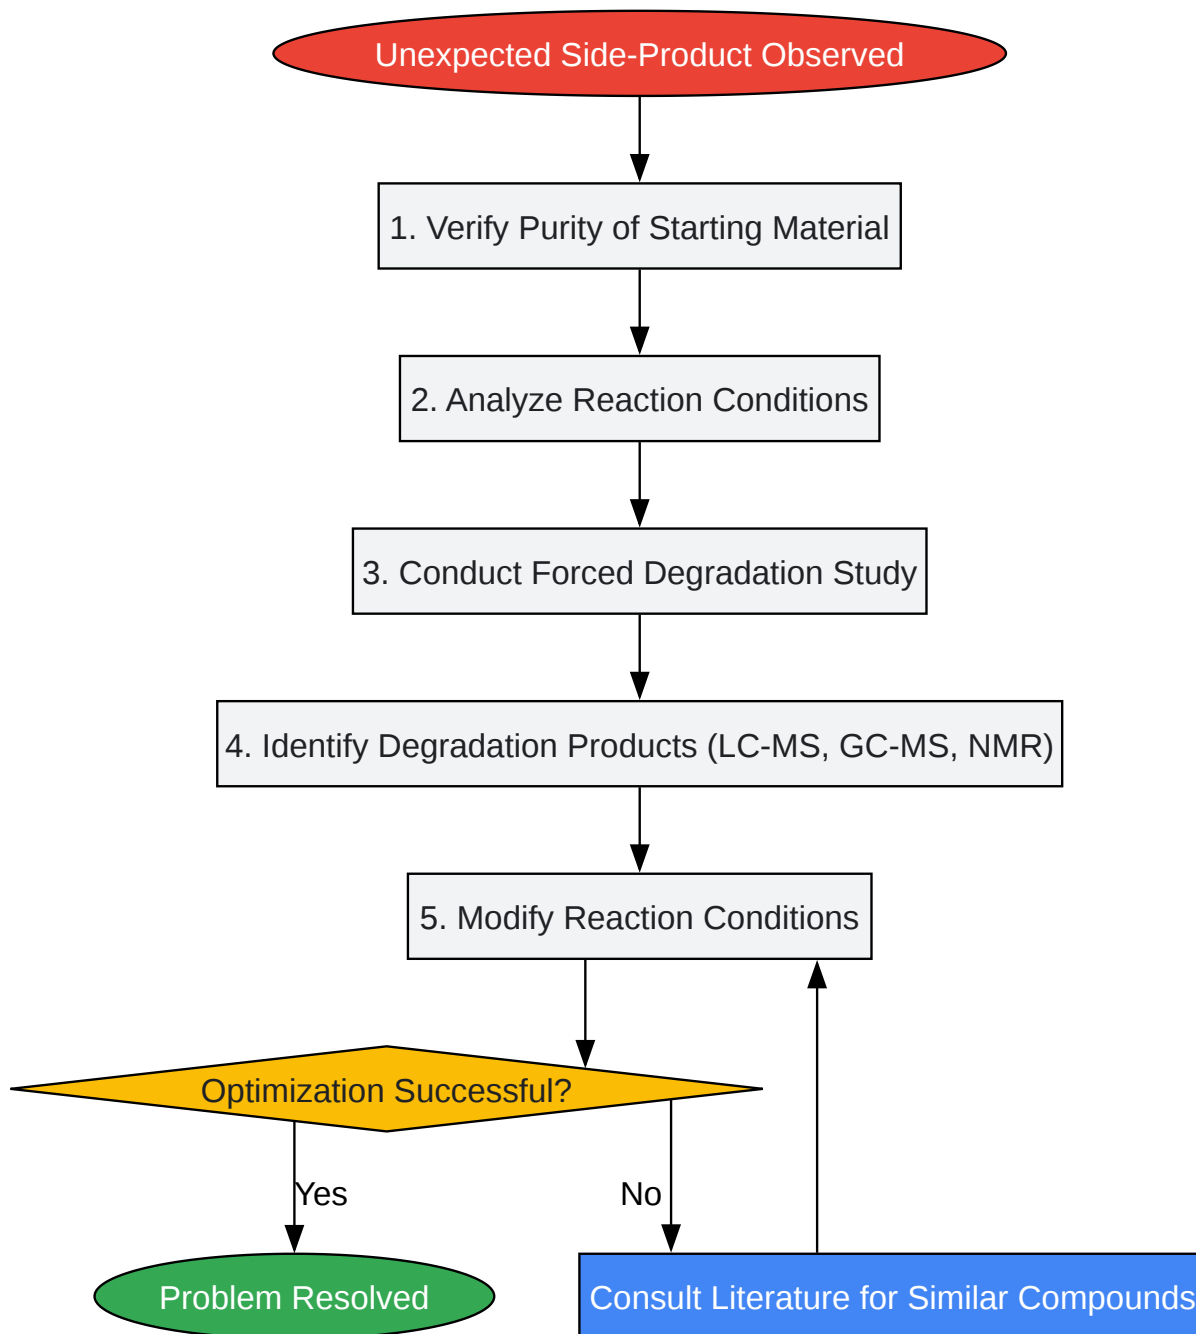 Unexpected Side-Product Observed
1. Verify Purity of Starting Material
2. Analyze Reaction Conditions
3. Conduct Forced Degradation Study
4. Identify Degradation Products (LC-MS, GC-MS, NMR)
5. Modify Reaction Conditions
Optimization Successful?
Yes
No
Problem Resolved
Consult Literature for Similar Compounds